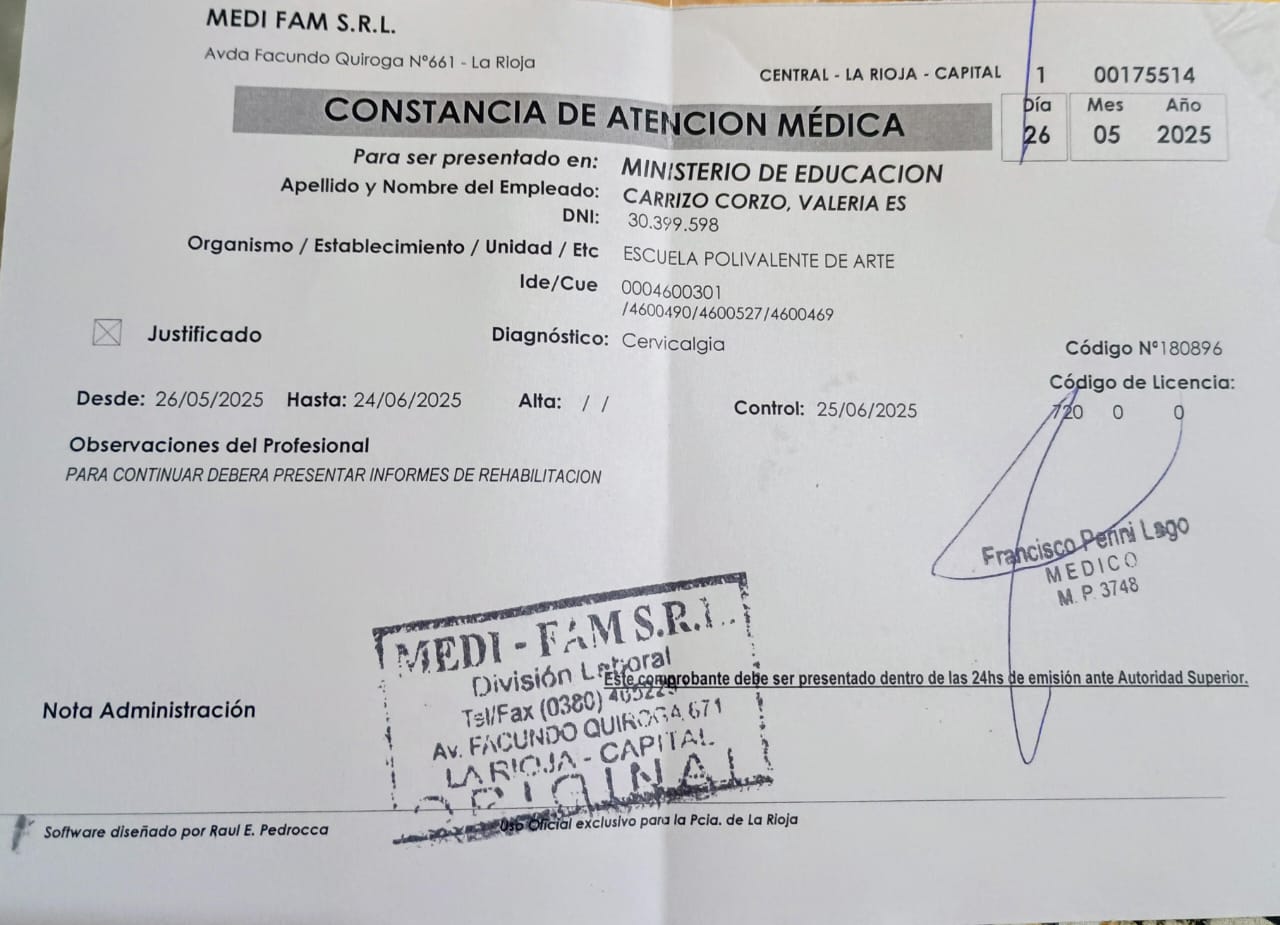 MEDI FAM S.R.L.
Avda Facundo Quiroga Nº661 - La Rioja
CENTRAL - LA RIOJA - CAPITAL 1 00175514
CONSTANCIA DE ATENCION MÉDICA
Día Mes Año
26 05 2025
Para ser presentado en: MINISTERIO DE EDUCACION
Apellido y Nombre del Empleado: CARRIZO CORZO, VALERIA ES
DNI: 30.399.598
Organismo / Establecimiento / Unidad / Etc ESCUELA POLIVALENTE DE ARTE
Ide/Cue 0004600301
/4600490/4600527/4600469
Justificado Diagnóstico: Cervicalgia
Código Nº180896
Código de Licencia:
720 0 0
Desde: 26/05/2025 Hasta: 24/06/2025 Alta: / / Control: 25/06/2025
Observaciones del Profesional
PARA CONTINUAR DEBERA PRESENTAR INFORMES DE REHABILITACION
Francisco Perini Lago
MEDICO
M. P. 3748
MEDI - FAM S.R.L.
División Laboral
Tel/Fax (0380)
Av. FACUNDO QUIROGA 671
LA RIOJA - CAPITAL
ORIGINAL
Este comprobante debe ser presentado dentro de las 24hs de emisión ante Autoridad Superior.
Nota Administración
Software diseñado por Raul E. Pedrocca
Uso Oficial exclusivo para la Pcia. de La Rioja